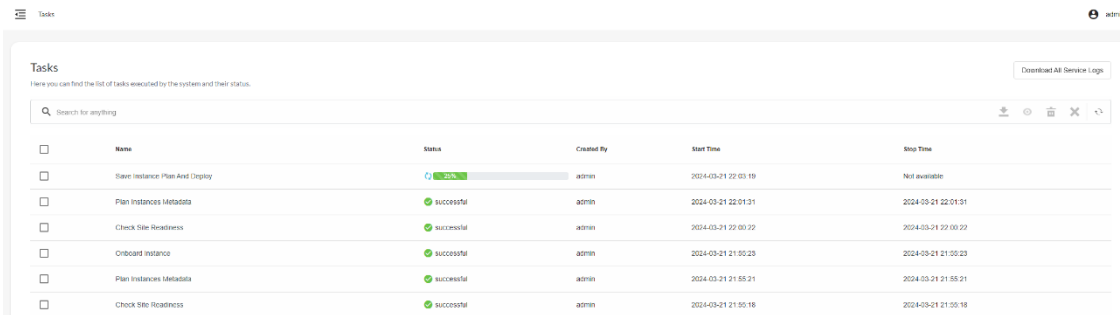 Tasks
adm
Tasks
Download All Service Logs
Here you can find the list of tasks executed by the system and their status.
Search for anything
Name Status Created By Start Time Stop Time
Save Instance Plan And Deploy 25% admin 2024-03-21 22:03:19 Not available
Plan Instances Metadata successful admin 2024-03-21 22:01:31 2024-03-21 22:01:31
Check Site Readiness successful admin 2024-03-21 22:00:22 2024-03-21 22:00:22
Onboard Instance successful admin 2024-03-21 21:55:23 2024-03-21 21:55:23
Plan Instances Metadata successful admin 2024-03-21 21:55:21 2024-03-21 21:55:21
Check Site Readiness successful admin 2024-03-21 21:55:18 2024-03-21 21:55:18